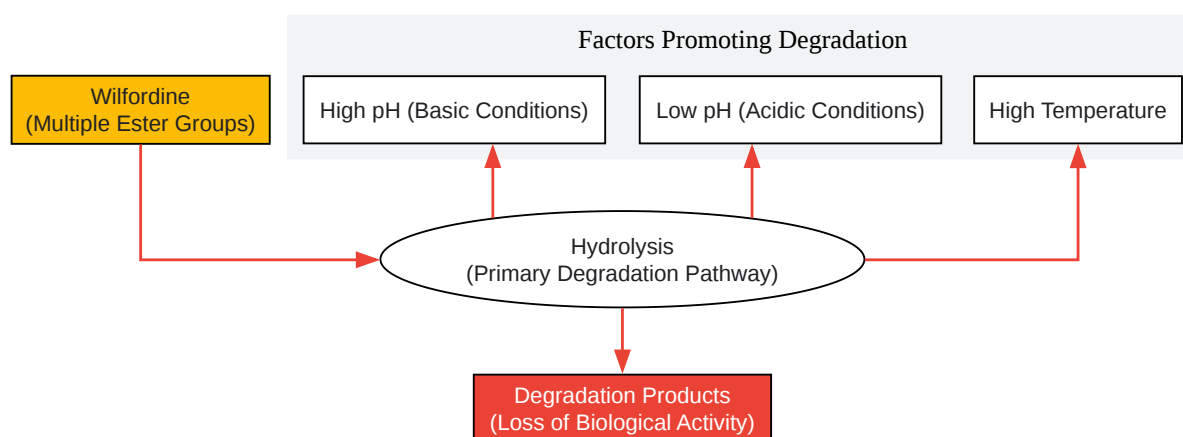 Factors Promoting Degradation
Wilfordine
(Multiple Ester Groups)
High pH (Basic Conditions)
Low pH (Acidic Conditions)
High Temperature
Hydrolysis
(Primary Degradation Pathway)
Degradation Products
(Loss of Biological Activity)